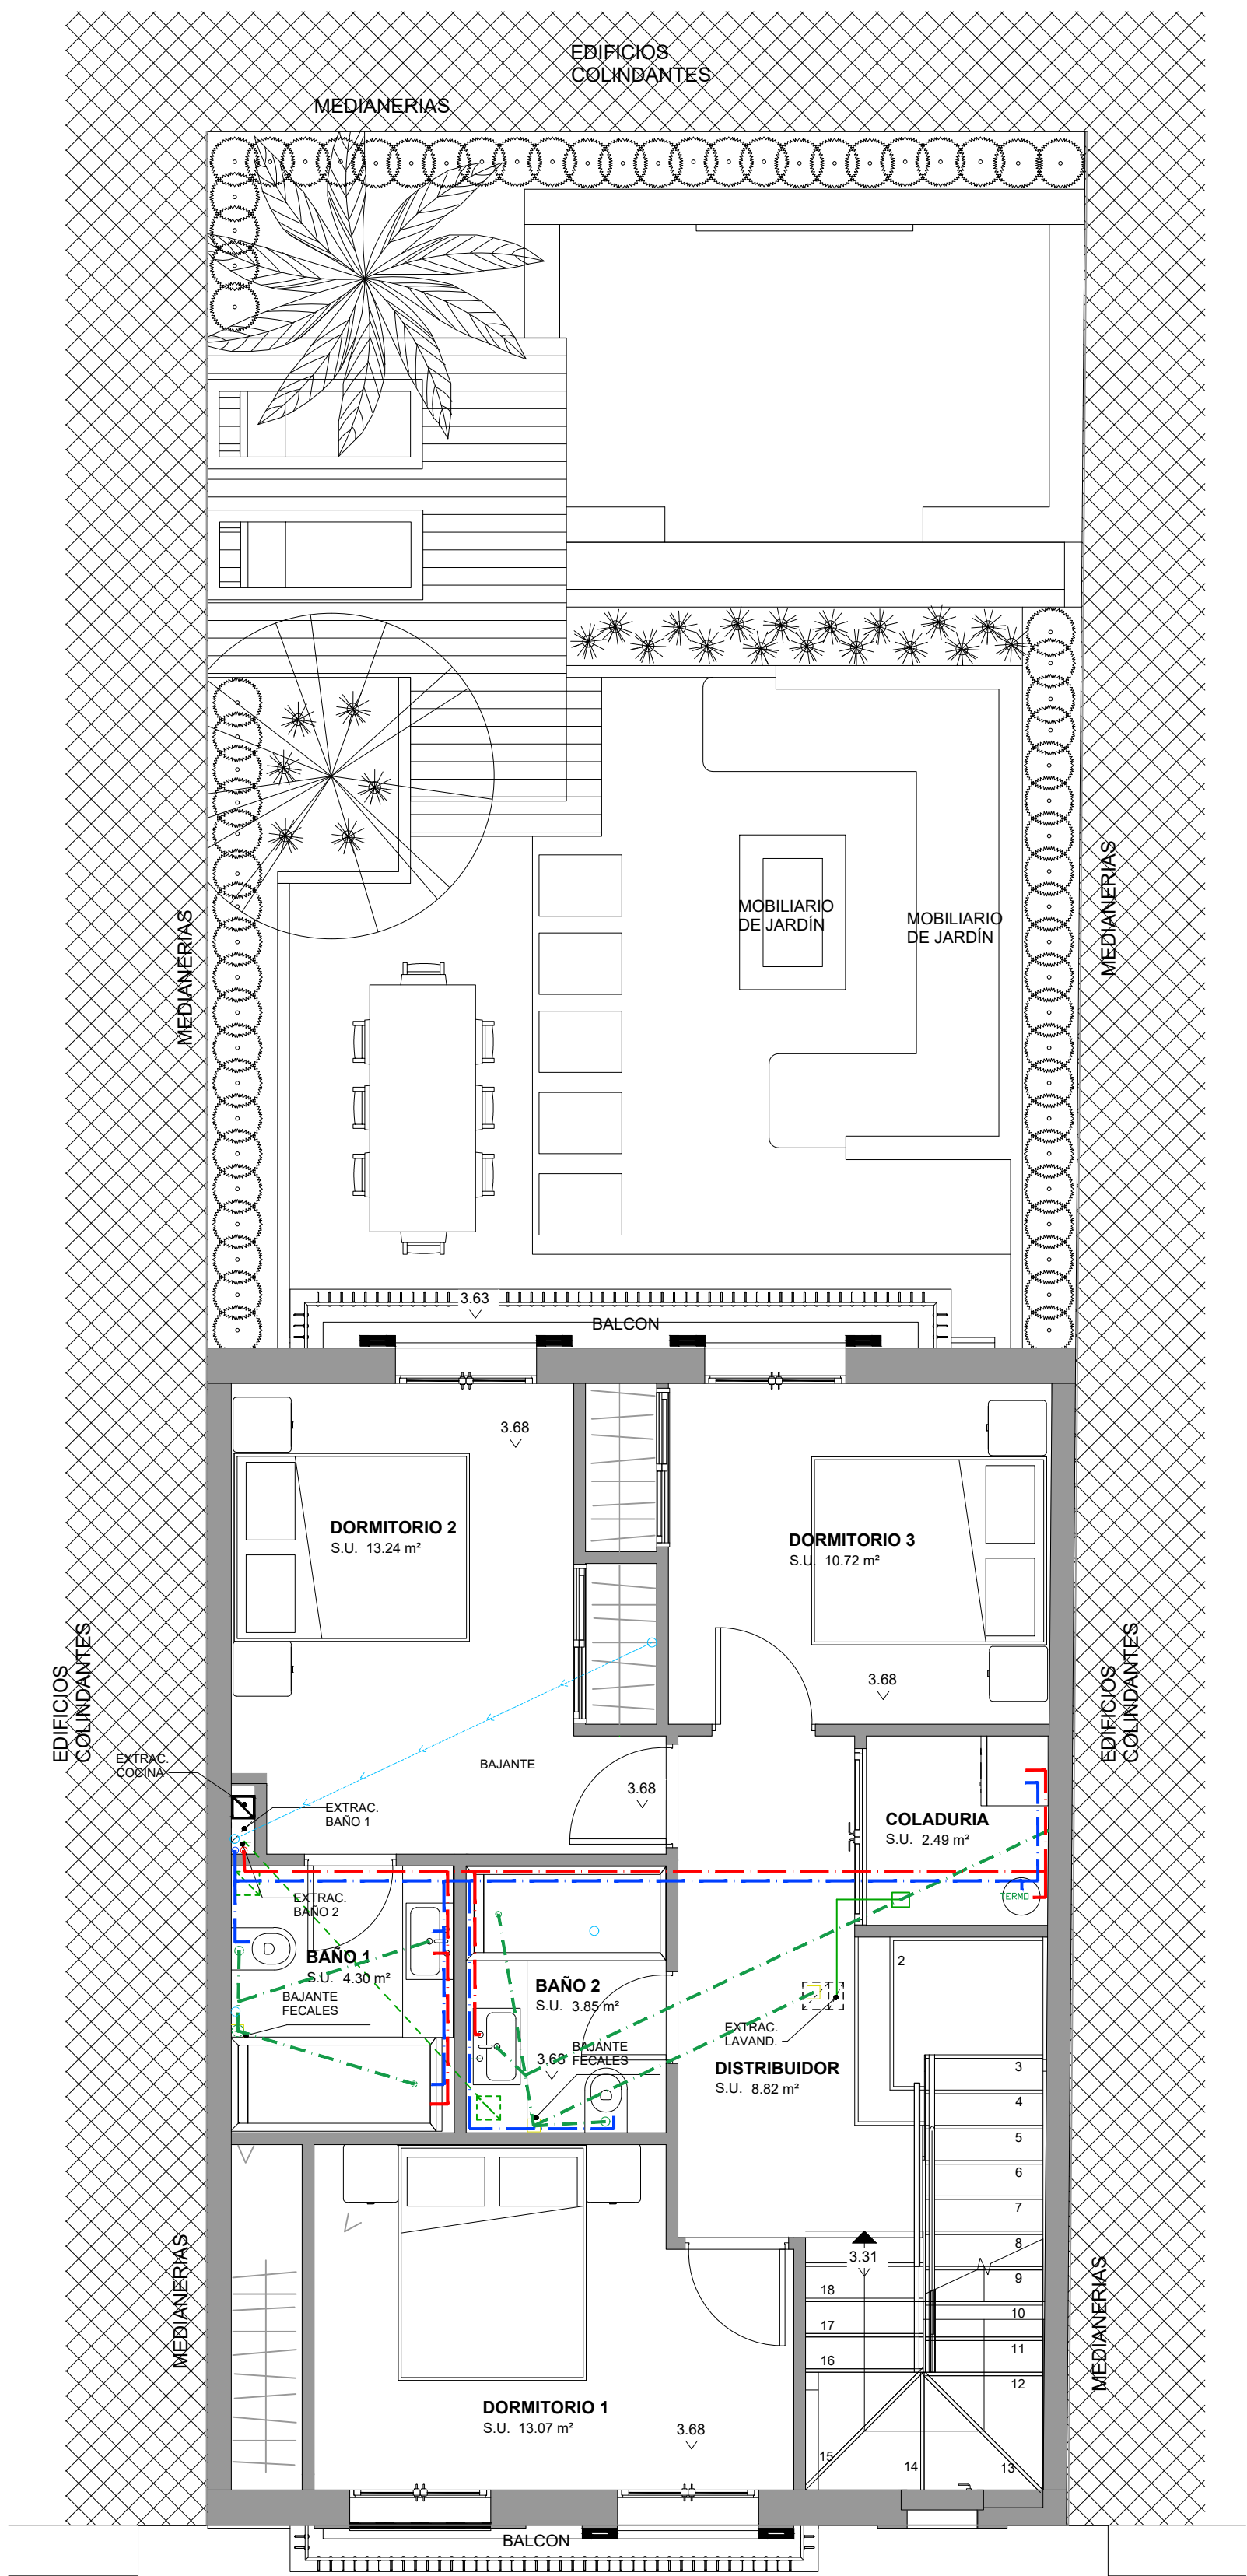 EDIFICIOS
COLINDANTES
MEDIANERIAS
MOBILIARIO
DE JARDÍN
MOBILIARIO
DE JARDÍN
MEDIANERIAS
MEDIANERIAS
3.63
BALCON
3.68
DORMITORIO 2
S.U. 13.24 m²
DORMITORIO 3
S.U. 10.72 m²
EDIFICIOS
COLINDANTES
EDIFICIOS
COLINDANTES
3.68
EXTRAC.
COCINA
BAJANTE
3.68
EXTRAC.
BAÑO 1
COLADURIA
S.U. 2.49 m²
EXTRAC.
BAÑO 2
TERMO
BAÑO 1
S.U. 4.30 m²
BAJANTE
FECALES
BAÑO 2
S.U. 3.85 m²
2
EXTRAC.
LAVAND.
BAJANTE
FECALES
3.68
DISTRIBUIDOR
S.U. 8.82 m²
3
4
5
6
7
8
3.31
9
18
10
17
11
16
12
MEDIANERIAS
MEDIANERIAS
DORMITORIO 1
S.U. 13.07 m²
3.68
15
14
13
BALCON